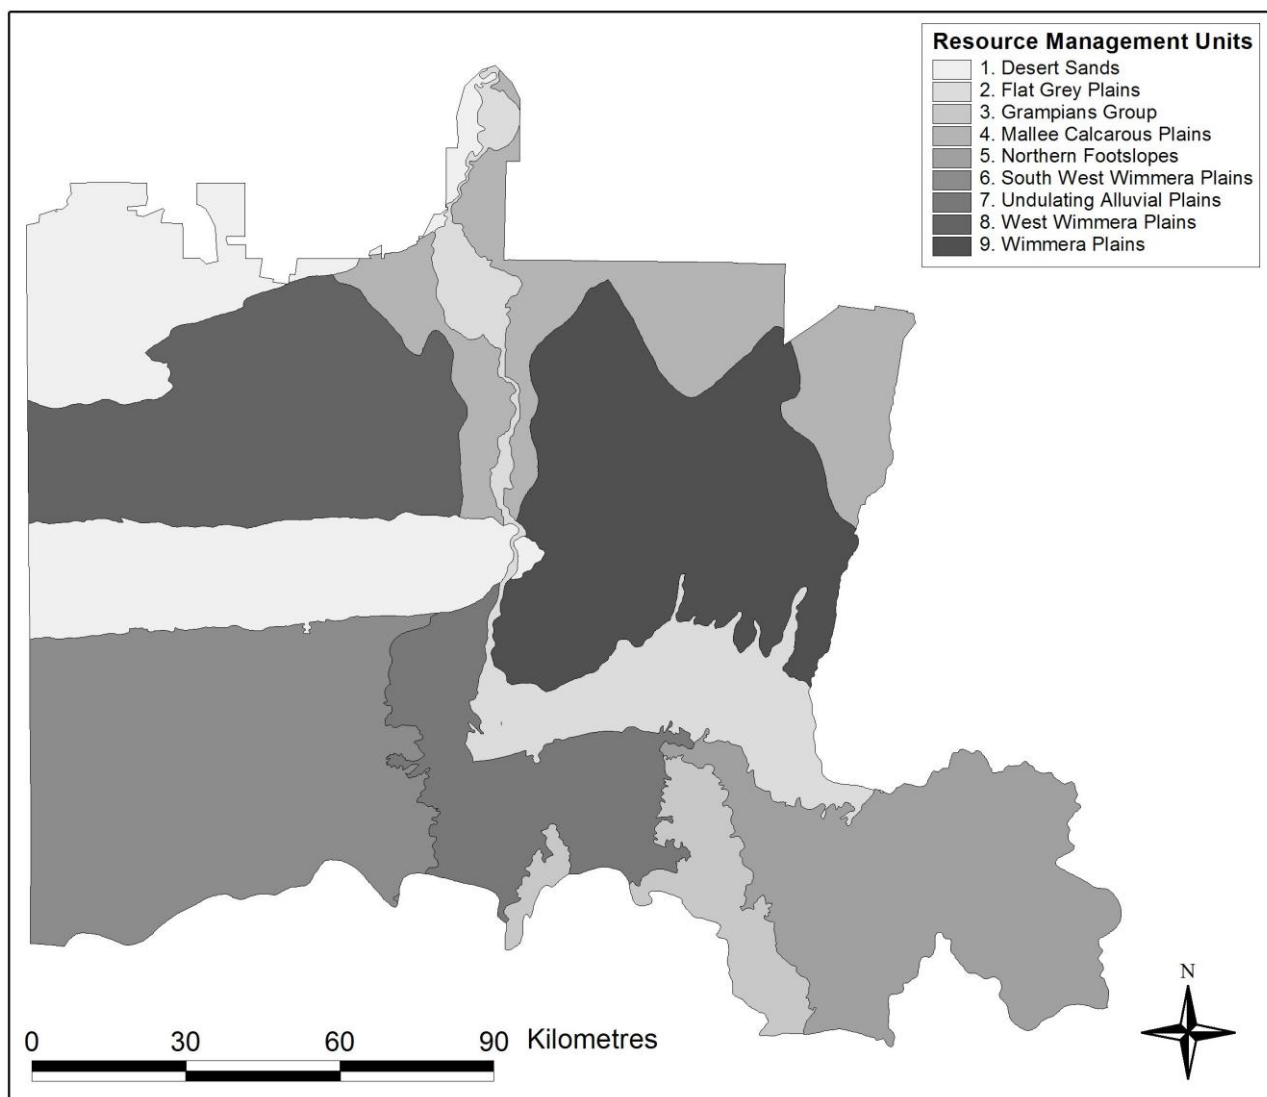 Resource Management Units
1. Desert Sands
2. Flat Grey Plains
3. Grampians Group
4. Mallee Calcarous Plains
5. Northern Footslopes
6. South West Wimmera Plains
7. Undulating Alluvial Plains
8. West Wimmera Plains
9. Wimmera Plains
N
0 30 60 90 Kilometres